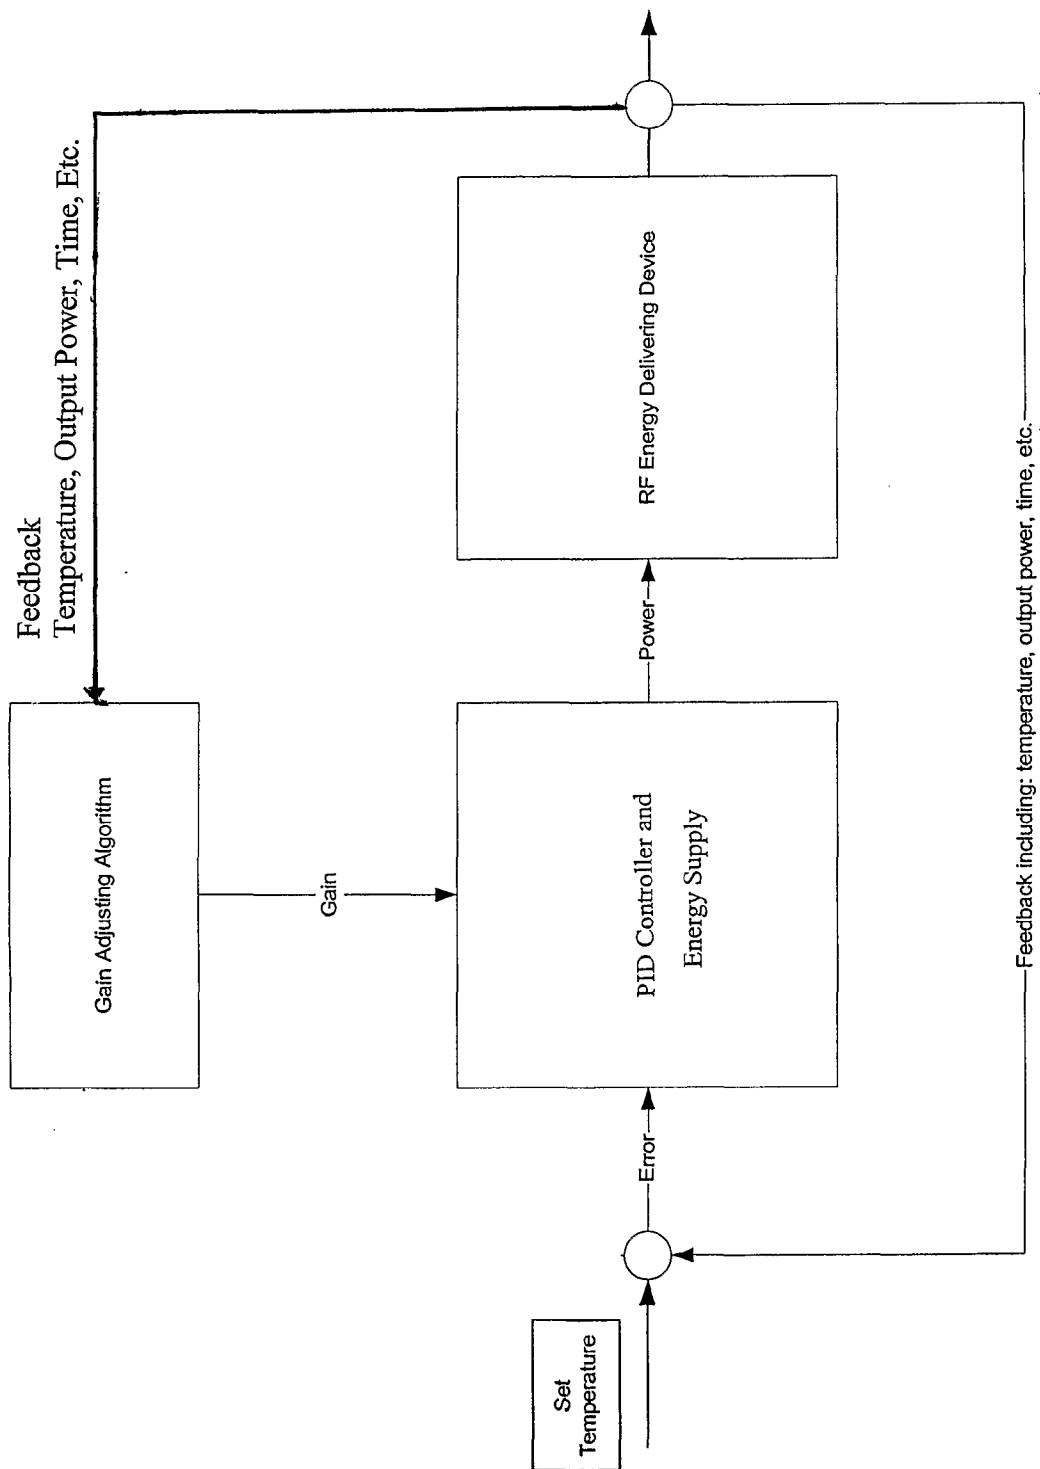 Feedback
Temperature, Output Power, Time, Etc.
Gain Adjusting Algorithm
Gain
Set
Temperature
Error
PID Controller and
Energy Supply
Power
RF Energy Delivering Device
Feedback including: temperature, output power, time, etc.